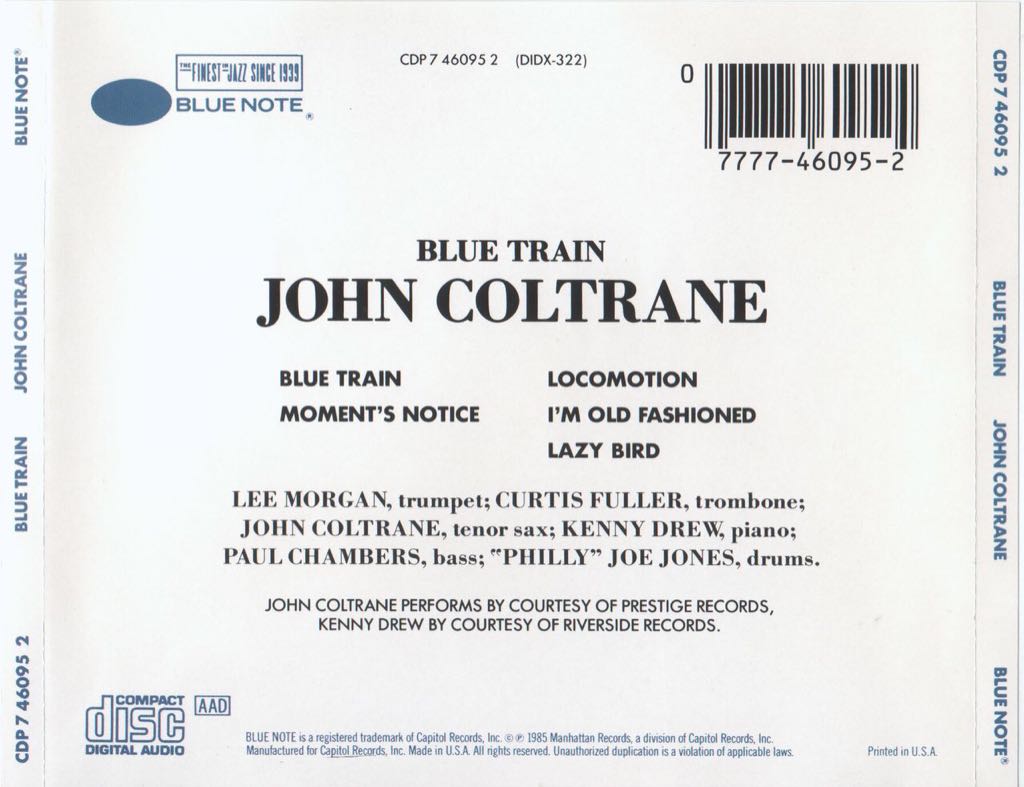 BLUE NOTE®
JOHN COLTRANE
BLUE TRAIN
CDP 7 46095 2
THE FINEST IN JAZZ SINCE 1939
BLUE NOTE®
CDP 7 46095 2 (DIDX-322)
0
7777-46095-2
BLUE TRAIN
JOHN COLTRANE
BLUE TRAIN
MOMENT'S NOTICE
LOCOMOTION
I'M OLD FASHIONED
LAZY BIRD
LEE MORGAN, trumpet; CURTIS FULLER, trombone;
JOHN COLTRANE, tenor sax; KENNY DREW, piano;
PAUL CHAMBERS, bass; "PHILLY" JOE JONES, drums.
JOHN COLTRANE PERFORMS BY COURTESY OF PRESTIGE RECORDS,
KENNY DREW BY COURTESY OF RIVERSIDE RECORDS.
COMPACT
disc
DIGITAL AUDIO
AAD
BLUE NOTE is a registered trademark of Capitol Records, Inc. © ℗ 1985 Manhattan Records, a division of Capitol Records, Inc.
Manufactured for Capitol Records, Inc. Made in U.S.A. All rights reserved. Unauthorized duplication is a violation of applicable laws.
Printed in U.S.A.
CDP 7 46095 2
BLUE TRAIN
JOHN COLTRANE
BLUE NOTE®